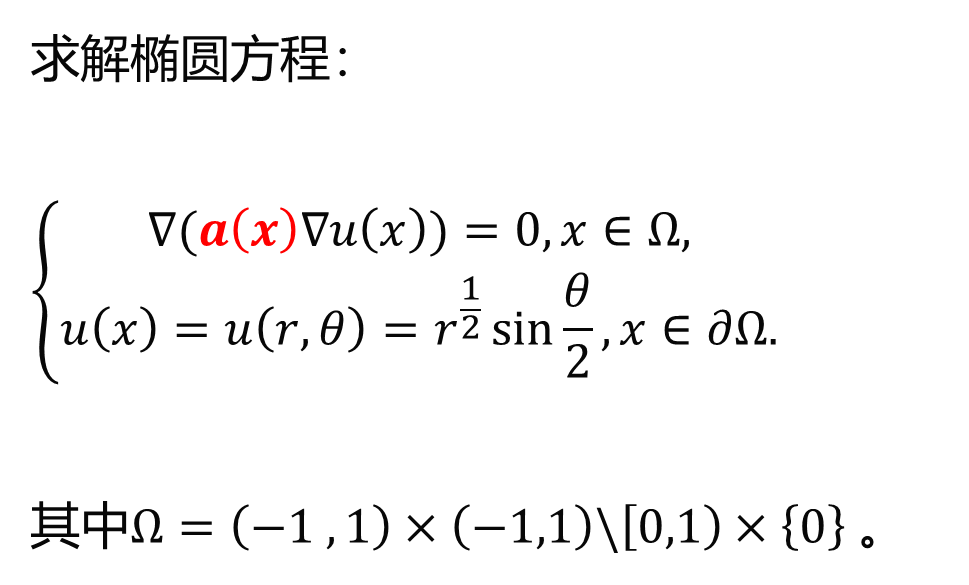 求解椭圆方程：
∇(a(x)∇u(x)) = 0, x ∈ Ω,
u(x) = u(r, θ) = r^{1/2} sin θ/2 , x ∈ ∂Ω.
其中Ω = (−1 , 1) × (−1,1)\[0,1) × {0} 。